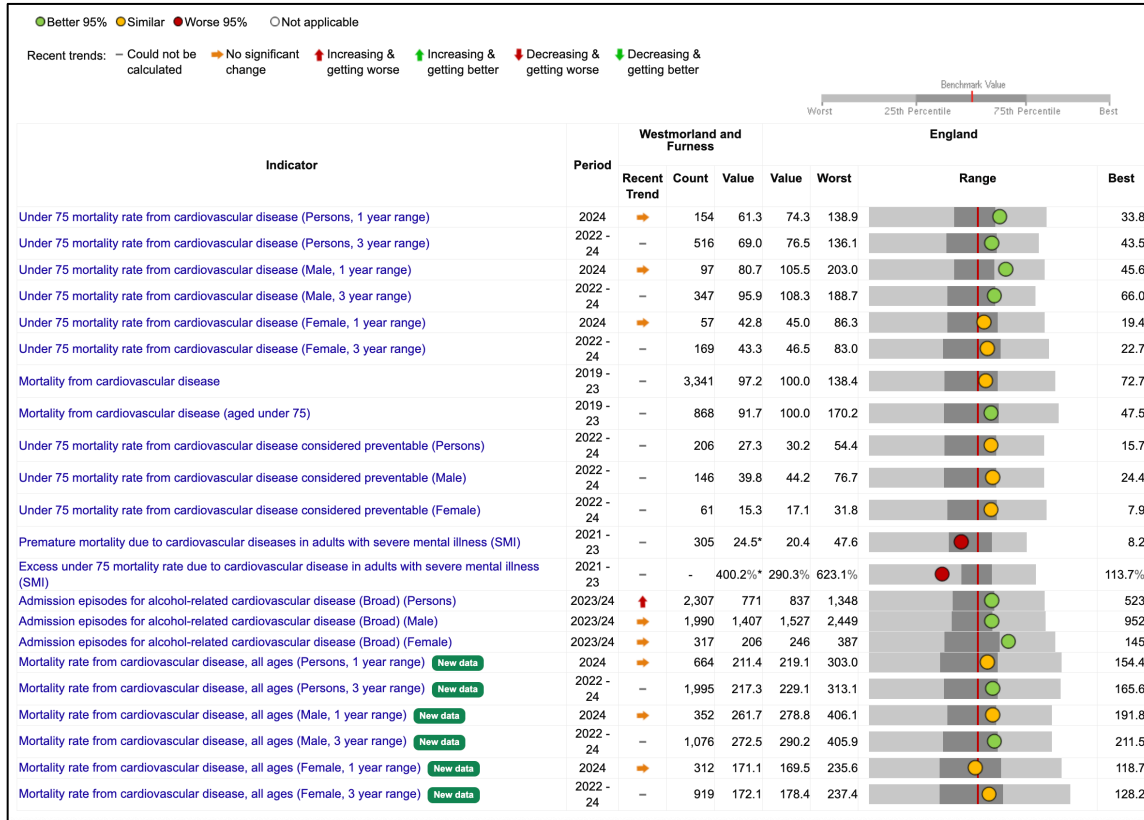 Better 95% Similar Worse 95% Not applicable
Recent trends: – Could not be calculated No significant change Increasing & getting worse Increasing & getting better Decreasing & getting worse Decreasing & getting better
Benchmark Value
Worst 25th Percentile 75th Percentile Best
Indicator Period Westmorland and Furness England
Recent Trend Count Value Value Worst Range Best
Under 75 mortality rate from cardiovascular disease (Persons, 1 year range) 2024 154 61.3 74.3 138.9 33.8
Under 75 mortality rate from cardiovascular disease (Persons, 3 year range) 2022 - 24 – 516 69.0 76.5 136.1 43.5
Under 75 mortality rate from cardiovascular disease (Male, 1 year range) 2024 97 80.7 105.5 203.0 45.6
Under 75 mortality rate from cardiovascular disease (Male, 3 year range) 2022 - 24 – 347 95.9 108.3 188.7 66.0
Under 75 mortality rate from cardiovascular disease (Female, 1 year range) 2024 57 42.8 45.0 86.3 19.4
Under 75 mortality rate from cardiovascular disease (Female, 3 year range) 2022 - 24 – 169 43.3 46.5 83.0 22.7
Mortality from cardiovascular disease 2019 - 23 – 3,341 97.2 100.0 138.4 72.7
Mortality from cardiovascular disease (aged under 75) 2019 - 23 – 868 91.7 100.0 170.2 47.5
Under 75 mortality rate from cardiovascular disease considered preventable (Persons) 2022 - 24 – 206 27.3 30.2 54.4 15.7
Under 75 mortality rate from cardiovascular disease considered preventable (Male) 2022 - 24 – 146 39.8 44.2 76.7 24.4
Under 75 mortality rate from cardiovascular disease considered preventable (Female) 2022 - 24 – 61 15.3 17.1 31.8 7.9
Premature mortality due to cardiovascular diseases in adults with severe mental illness (SMI) 2021 - 23 – 305 24.5* 20.4 47.6 8.2
Excess under 75 mortality rate due to cardiovascular disease in adults with severe mental illness (SMI) 2021 - 23 – - 400.2%* 290.3% 623.1% 113.7%
Admission episodes for alcohol-related cardiovascular disease (Broad) (Persons) 2023/24 2,307 771 837 1,348 523
Admission episodes for alcohol-related cardiovascular disease (Broad) (Male) 2023/24 1,990 1,407 1,527 2,449 952
Admission episodes for alcohol-related cardiovascular disease (Broad) (Female) 2023/24 317 206 246 387 145
Mortality rate from cardiovascular disease, all ages (Persons, 1 year range) New data 2024 664 211.4 219.1 303.0 154.4
Mortality rate from cardiovascular disease, all ages (Persons, 3 year range) New data 2022 - 24 – 1,995 217.3 229.1 313.1 165.6
Mortality rate from cardiovascular disease, all ages (Male, 1 year range) New data 2024 352 261.7 278.8 406.1 191.8
Mortality rate from cardiovascular disease, all ages (Male, 3 year range) New data 2022 - 24 – 1,076 272.5 290.2 405.9 211.5
Mortality rate from cardiovascular disease, all ages (Female, 1 year range) New data 2024 312 171.1 169.5 235.6 118.7
Mortality rate from cardiovascular disease, all ages (Female, 3 year range) New data 2022 - 24 – 919 172.1 178.4 237.4 128.2